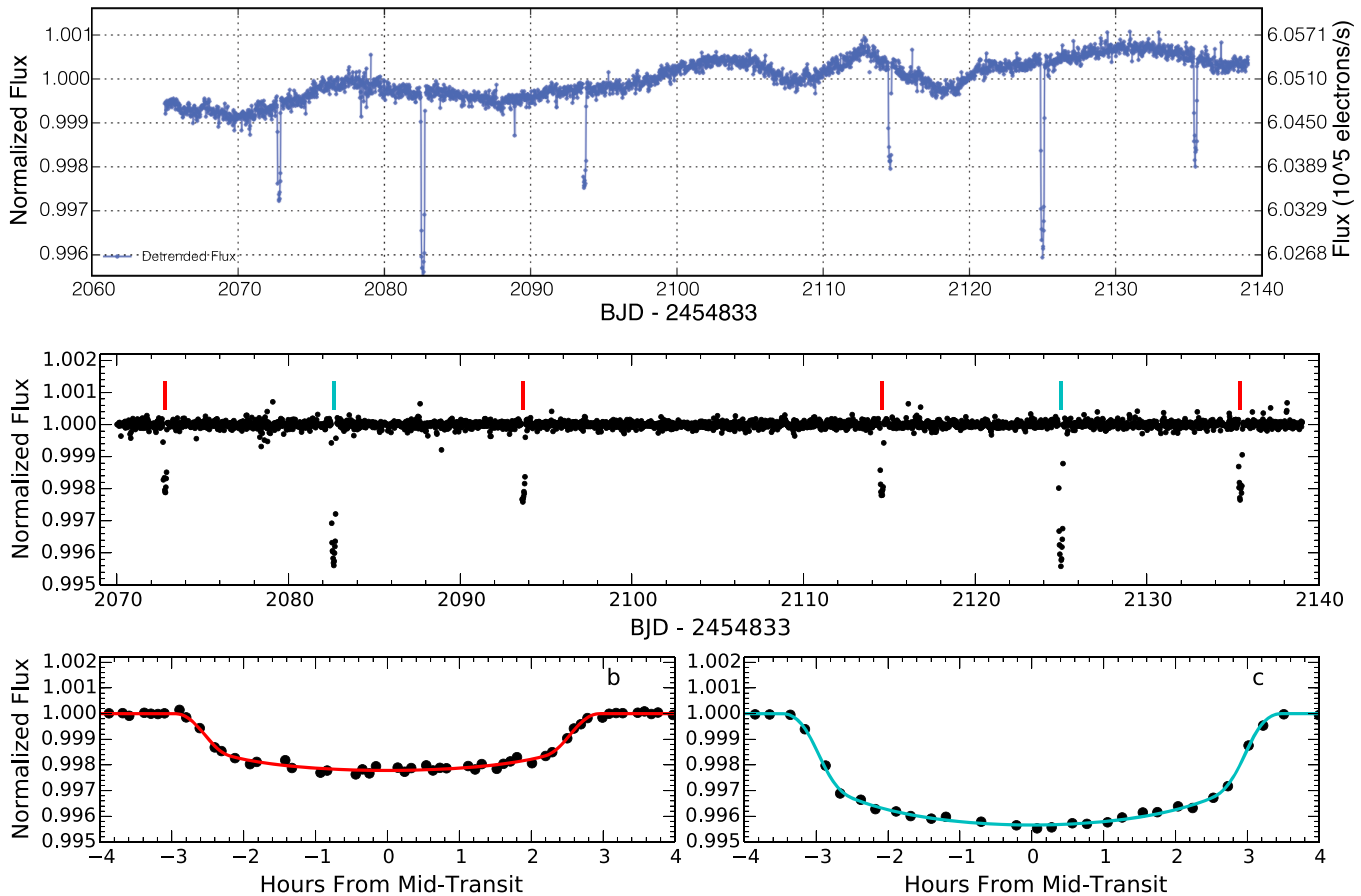 Normalized Flux
1.001
1.000
0.999
0.998
0.997
0.996
Detrended Flux
6.0571
6.0510
6.0450
6.0389
6.0329
6.0268
Flux (10^5 electrons/s)
2060 2070 2080 2090 2100 2110 2120 2130 2140
BJD - 2454833
Normalized Flux
1.002
1.001
1.000
0.999
0.998
0.997
0.996
0.995
2070 2080 2090 2100 2110 2120 2130 2140
BJD - 2454833
Normalized Flux
1.002
1.001
1.000
0.999
0.998
0.997
0.996
0.995
b
−4 −3 −2 −1 0 1 2 3 4
Hours From Mid-Transit
1.002
1.001
1.000
0.999
0.998
0.997
0.996
0.995
c
−4 −3 −2 −1 0 1 2 3 4
Hours From Mid-Transit